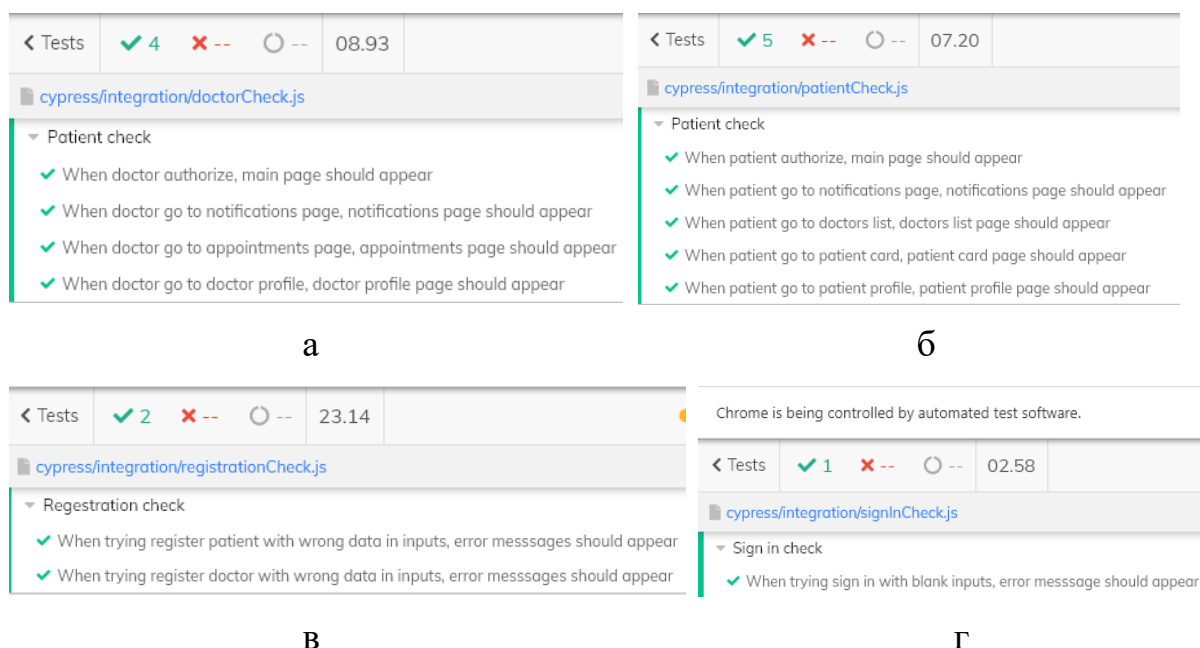 Tests 4 -- -- 08.93
cypress/integration/doctorCheck.js
Patient check
When doctor authorize, main page should appear
When doctor go to notifications page, notifications page should appear
When doctor go to appointments page, appointments page should appear
When doctor go to doctor profile, doctor profile page should appear
а
Tests 5 -- -- 07.20
cypress/integration/patientCheck.js
Patient check
When patient authorize, main page should appear
When patient go to notifications page, notifications page should appear
When patient go to doctors list, doctors list page should appear
When patient go to patient card, patient card page should appear
When patient go to patient profile, patient profile page should appear
б
Tests 2 -- -- 23.14
cypress/integration/registrationCheck.js
Regestration check
When trying register patient with wrong data in inputs, error messsages should appear
When trying register doctor with wrong data in inputs, error messsages should appear
в
Chrome is being controlled by automated test software.
Tests 1 -- -- 02.58
cypress/integration/signInCheck.js
Sign in check
When trying sign in with blank inputs, error messsage should appear
г